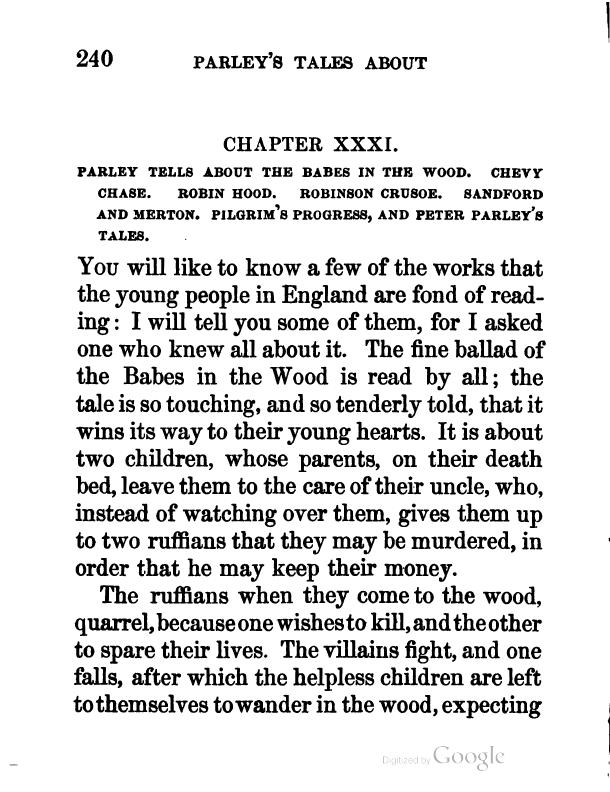 240 PARLEY'S TALES ABOUT
CHAPTER XXXI.
PARLEY TELLS ABOUT THE BABES IN THE WOOD. CHEVY
CHASE. ROBIN HOOD. ROBINSON CRUSOE. SANDFORD
AND MERTON. PILGRIM'S PROGRESS, AND PETER PARLEY'S
TALES.
YOU will like to know a few of the works that
the young people in England are fond of read-
ing: I will tell you some of them, for I asked
one who knew all about it. The fine ballad of
the Babes in the Wood is read by all; the
tale is so touching, and so tenderly told, that it
wins its way to their young hearts. It is about
two children, whose parents, on their death
bed, leave them to the care of their uncle, who,
instead of watching over them, gives them up
to two ruffians that they may be murdered, in
order that he may keep their money.
The ruffians when they come to the wood,
quarrel, because one wishes to kill, and the other
to spare their lives. The villains fight, and one
falls, after which the helpless children are left
to themselves to wander in the wood, expecting
Digitized by Google